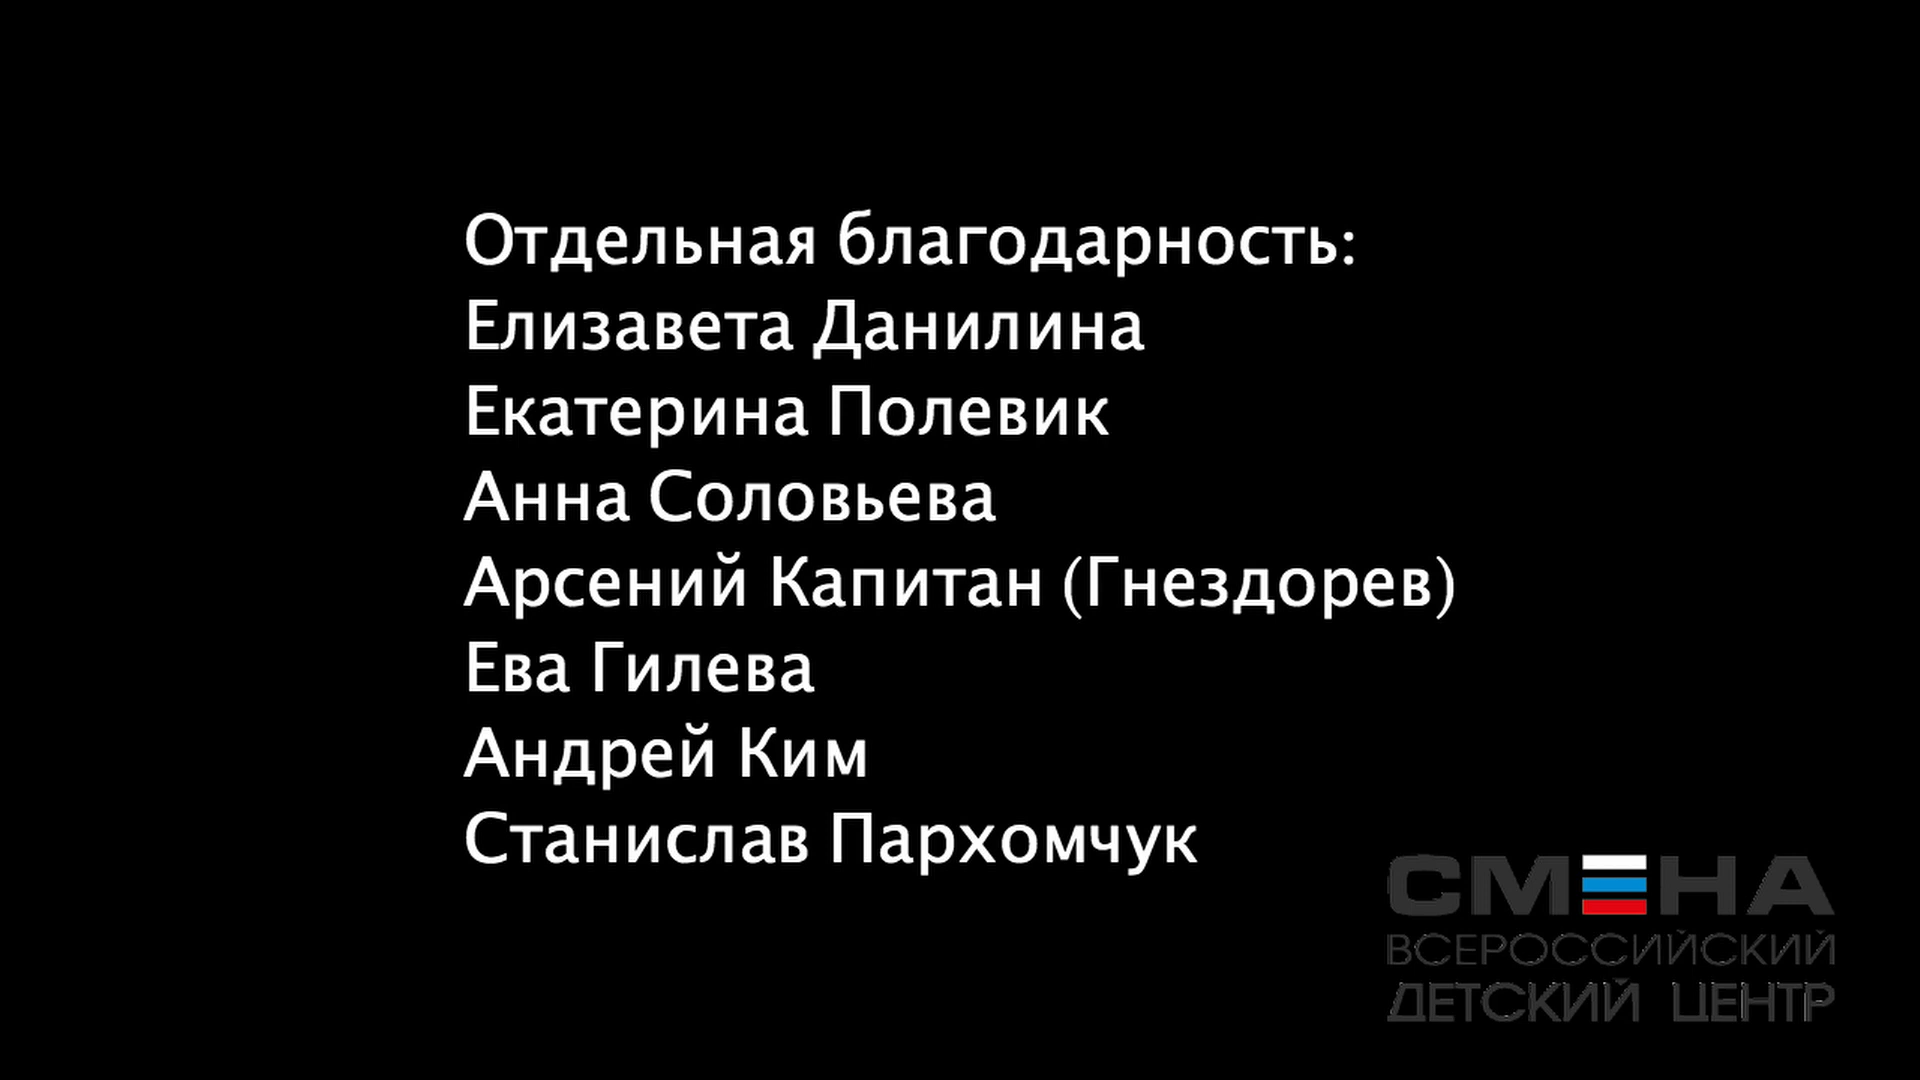 Отдельная благодарность:
Елизавета Данилина
Екатерина Полевик
Анна Соловьева
Арсений Капитан (Гнездорев)
Ева Гилева
Андрей Ким
Станислав Пархомчук
СМЕНА
ВСЕРОССИЙСКИЙ
ДЕТСКИЙ ЦЕНТР